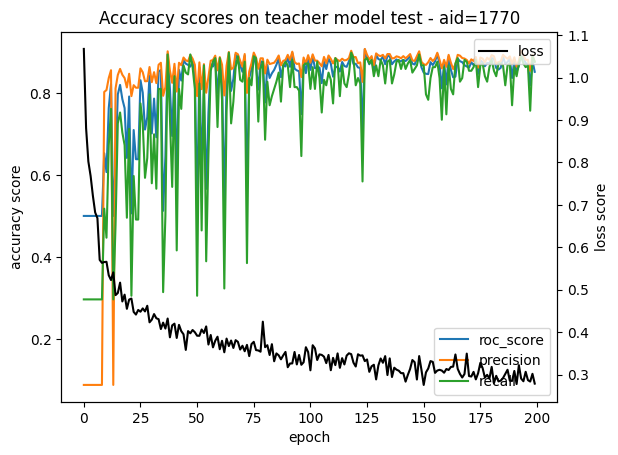 Accuracy scores on teacher model test - aid=1770
accuracy score
0.8
0.6
0.4
0.2
1.1
1.0
0.9
0.8
0.7
0.6
0.5
0.4
0.3
loss score
loss
roc_score
precision
recall
0 25 50 75 100 125 150 175 200
epoch